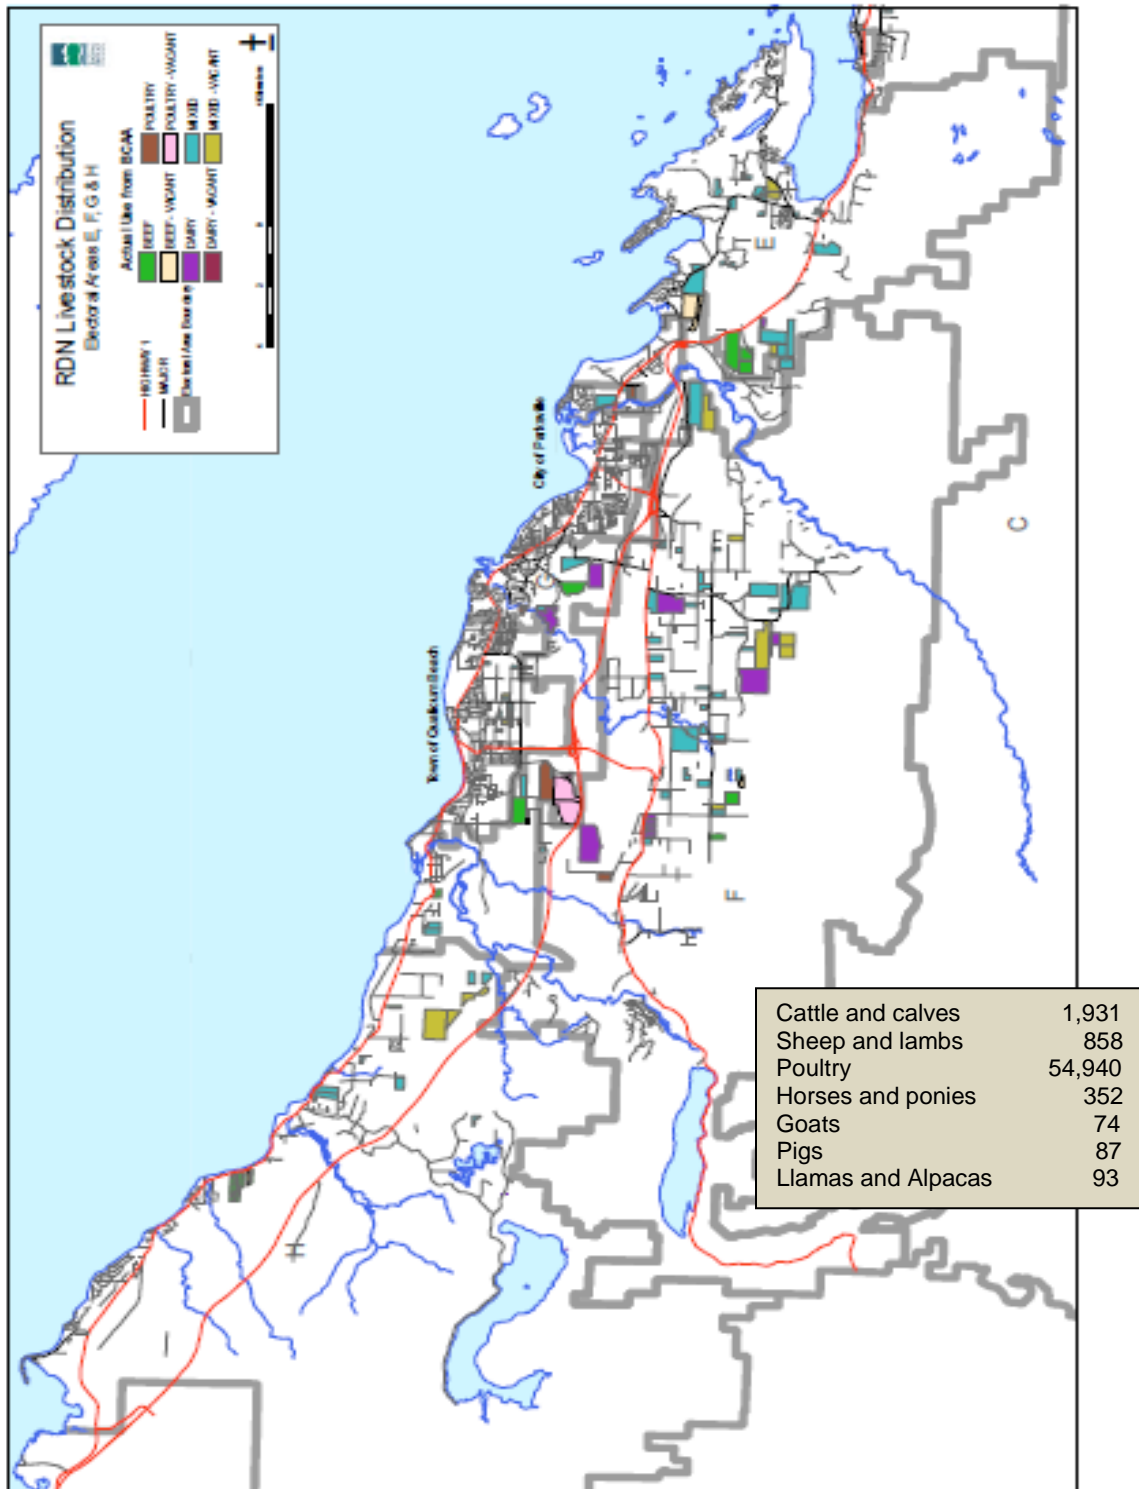 RDN Livestock Distribution
Electoral Areas E, F, G & H
Actual Use from BCAA
HIGHWAY 1
MAJOR
Electoral Area Boundary
BEEF
BEEF - VACANT
DAIRY
DAIRY - VACANT
POULTRY
POULTRY - VACANT
MIXED
MIXED - VACANT
City of Parksville
Town of Qualicum Beach
E
G
C
F
H
Cattle and calves 1,931
Sheep and lambs 858
Poultry 54,940
Horses and ponies 352
Goats 74
Pigs 87
Llamas and Alpacas 93